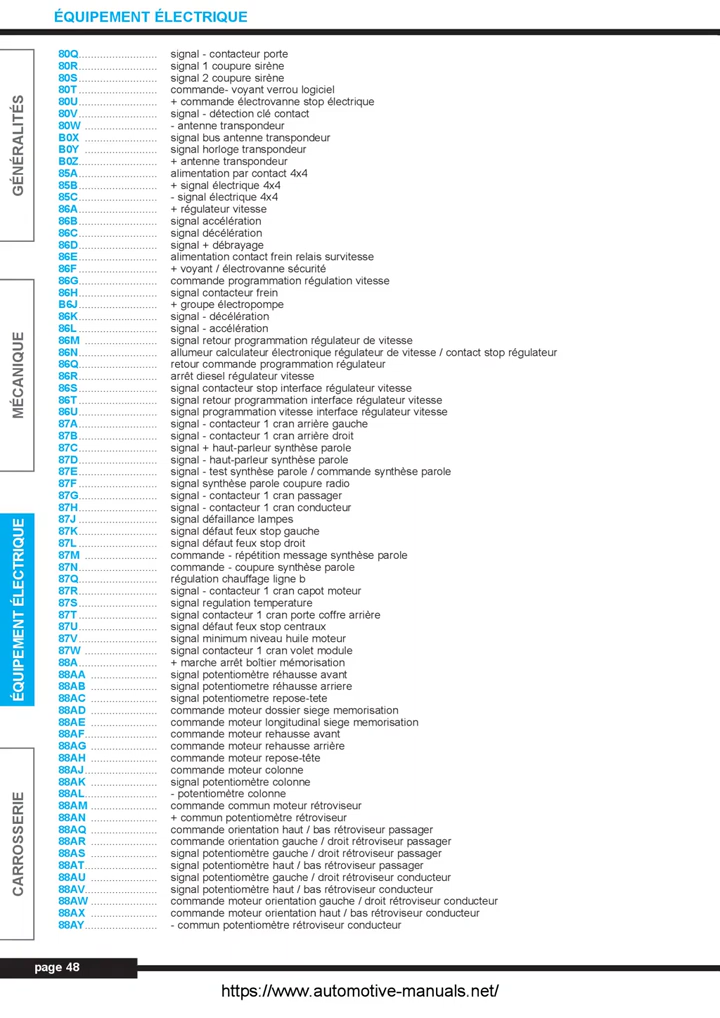 ÉQUIPEMENT ÉLECTRIQUE
GÉNÉRALITÉS
MÉCANIQUE
ÉQUIPEMENT ÉLECTRIQUE
CARROSSERIE
80Q.......................... signal - contacteur porte
80R.......................... signal 1 coupure sirène
80S.......................... signal 2 coupure sirène
80T.......................... commande- voyant verrou logiciel
80U.......................... + commande électrovanne stop électrique
80V.......................... signal - détection clé contact
80W ........................ - antenne transpondeur
B0X ........................ signal bus antenne transpondeur
B0Y ........................ signal horloge transpondeur
B0Z.......................... + antenne transpondeur
85A.......................... alimentation par contact 4x4
85B.......................... + signal électrique 4x4
85C.......................... - signal électrique 4x4
86A.......................... + régulateur vitesse
86B.......................... signal accélération
86C.......................... signal décélération
86D.......................... signal + débrayage
86E.......................... alimentation contact frein relais survitesse
86F.......................... + voyant / électrovanne sécurité
86G.......................... commande programmation régulation vitesse
86H.......................... signal contacteur frein
B6J.......................... + groupe électropompe
86K.......................... signal - décélération
86L.......................... signal - accélération
86M ........................ signal retour programmation régulateur de vitesse
86N.......................... allumeur calculateur électronique régulateur de vitesse / contact stop régulateur
86Q.......................... retour commande programmation régulateur
86R.......................... arrêt diesel régulateur vitesse
86S.......................... signal contacteur stop interface régulateur vitesse
86T.......................... signal retour programmation interface régulateur vitesse
86U.......................... signal programmation vitesse interface régulateur vitesse
87A.......................... signal - contacteur 1 cran arrière gauche
87B.......................... signal - contacteur 1 cran arrière droit
87C.......................... signal + haut-parleur synthèse parole
87D.......................... signal - haut-parleur synthèse parole
87E.......................... signal - test synthèse parole / commande synthèse parole
87F.......................... signal synthèse parole coupure radio
87G.......................... signal - contacteur 1 cran passager
87H.......................... signal - contacteur 1 cran conducteur
87J .......................... signal défaillance lampes
87K.......................... signal défaut feux stop gauche
87L.......................... signal défaut feux stop droit
87M ........................ commande - répétition message synthèse parole
87N.......................... commande - coupure synthèse parole
87Q.......................... régulation chauffage ligne b
87R.......................... signal - contacteur 1 cran capot moteur
87S.......................... signal regulation temperature
87T.......................... signal contacteur 1 cran porte coffre arrière
87U.......................... signal défaut feux stop centraux
87V.......................... signal minimum niveau huile moteur
87W ........................ signal contacteur 1 cran volet module
88A.......................... + marche arrêt boîtier mémorisation
88AA ...................... signal potentiomètre réhausse avant
88AB ...................... signal potentiometre réhausse arriere
88AC ...................... signal potentiometre repose-tete
88AD ...................... commande moteur dossier siege memorisation
88AE ...................... commande moteur longitudinal siege memorisation
88AF........................ commande moteur rehausse avant
88AG ...................... commande moteur rehausse arrière
88AH ...................... commande moteur repose-tête
88AJ........................ commande moteur colonne
88AK ...................... signal potentiomètre colonne
88AL........................ - potentiomètre colonne
88AM ...................... commande commun moteur rétroviseur
88AN ...................... + commun potentiomètre rétroviseur
88AQ ...................... commande orientation haut / bas rétroviseur passager
88AR ...................... commande orientation gauche / droit rétroviseur passager
88AS ...................... signal potentiomètre gauche / droit rétroviseur passager
88AT........................ signal potentiomètre haut / bas rétroviseur passager
88AU ...................... signal potentiomètre gauche / droit rétroviseur conducteur
88AV........................ signal potentiomètre haut / bas rétroviseur conducteur
88AW ...................... commande moteur orientation gauche / droit rétroviseur conducteur
88AX ...................... commande moteur orientation haut / bas rétroviseur conducteur
88AY........................ - commun potentiomètre rétroviseur conducteur
page 48
https://www.automotive-manuals.net/